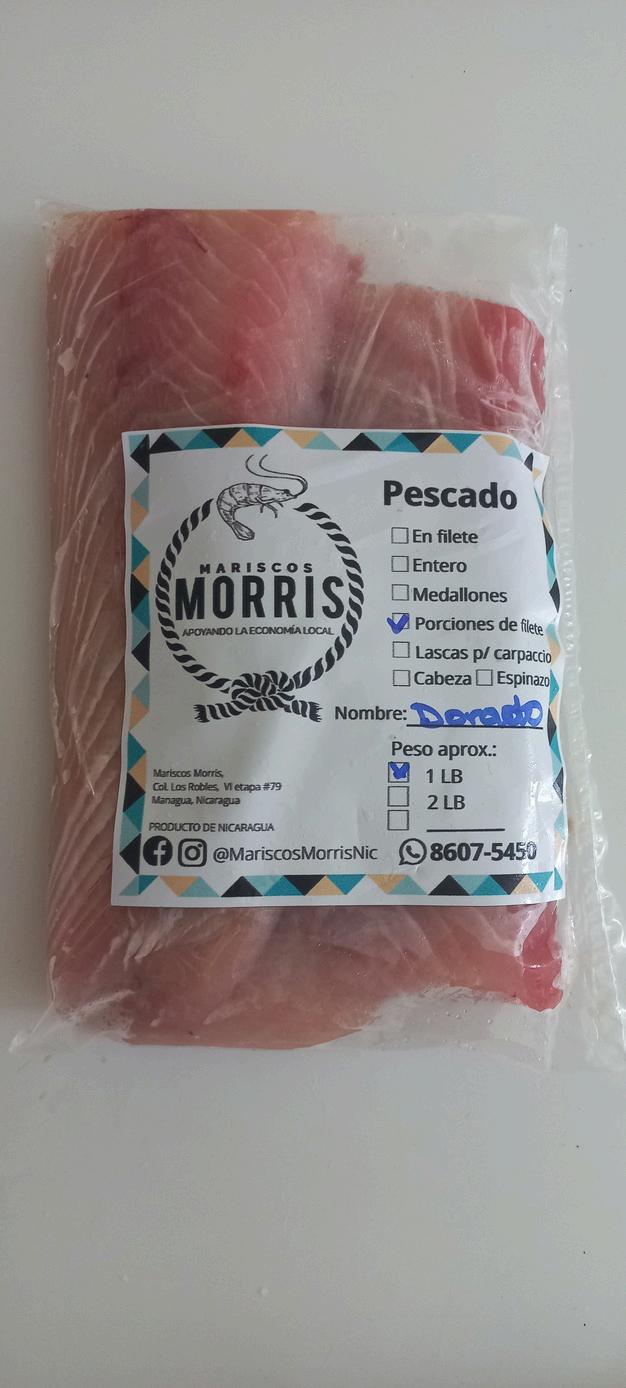 MARISCOS
MORRIS
APOYANDO LA ECONOMÍA LOCAL
Pescado
En filete
Entero
Medallones
Porciones de filete
Lascas p/ carpaccio
Cabeza Espinazo
Nombre: Dorado
Peso aprox.:
1 LB
2 LB
Mariscos Morris,
Col. Los Robles, VI etapa #79
Managua, Nicaragua
PRODUCTO DE NICARAGUA
@MariscosMorrisNic 8607-5450